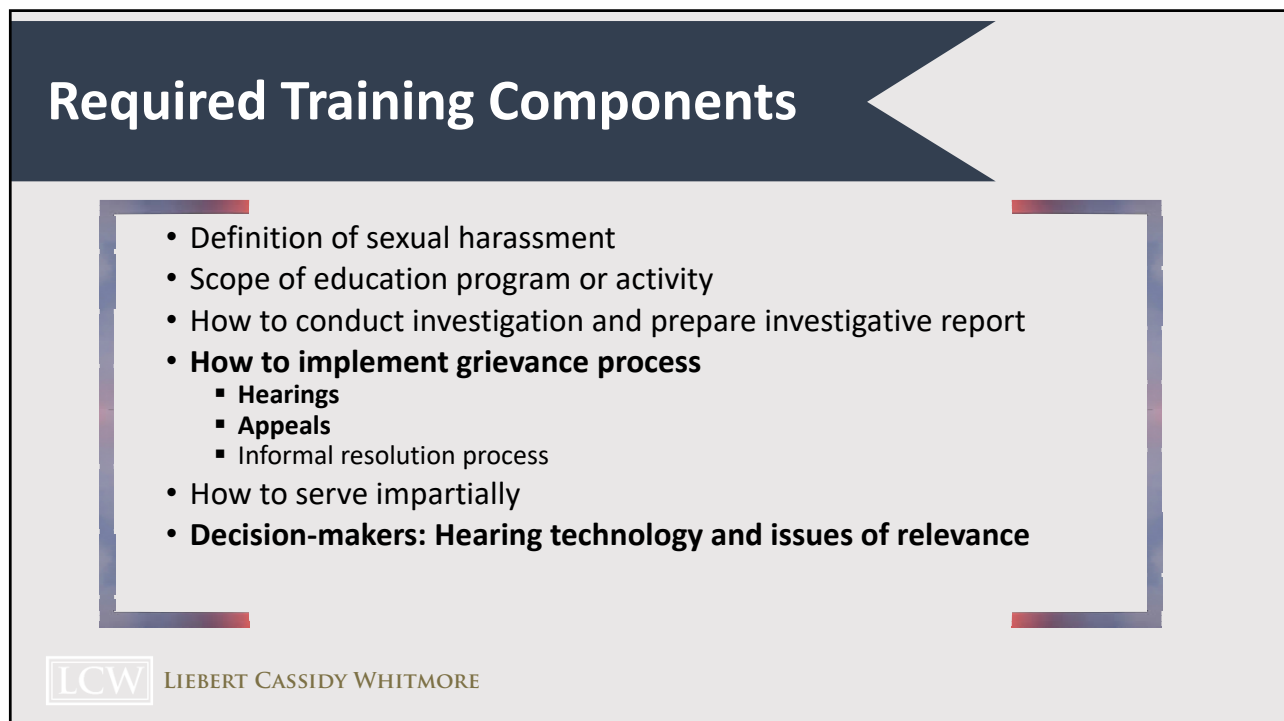 Required Training Components
• Definition of sexual harassment
• Scope of education program or activity
• How to conduct investigation and prepare investigative report
• How to implement grievance process
▪ Hearings
▪ Appeals
▪ Informal resolution process
• How to serve impartially
• Decision-makers: Hearing technology and issues of relevance
LCW LIEBERT CASSIDY WHITMORE